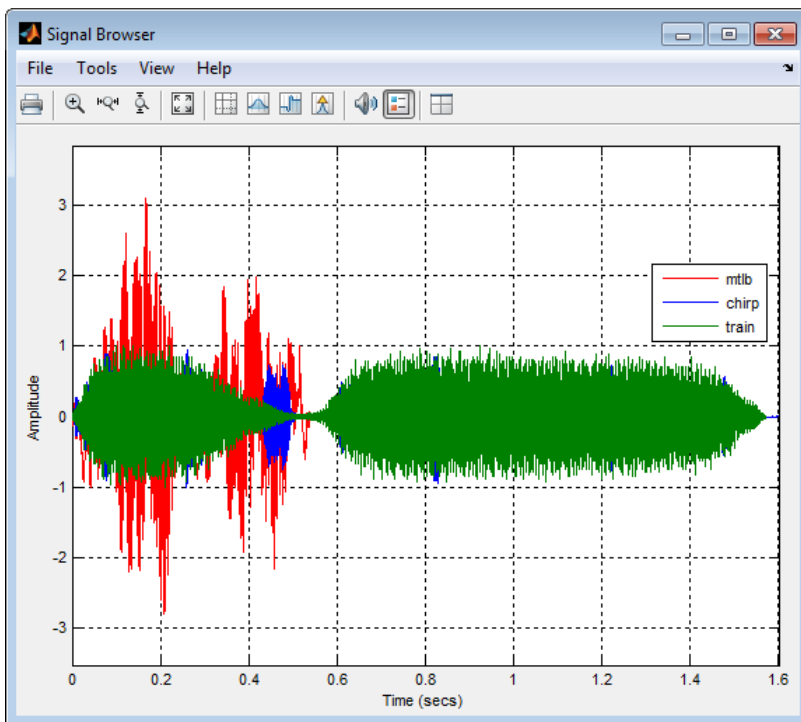 Signal Browser
File Tools View Help
3
2
1
0
-1
-2
-3
Amplitude
mtlb
chirp
train
0 0.2 0.4 0.6 0.8 1 1.2 1.4 1.6
Time (secs)